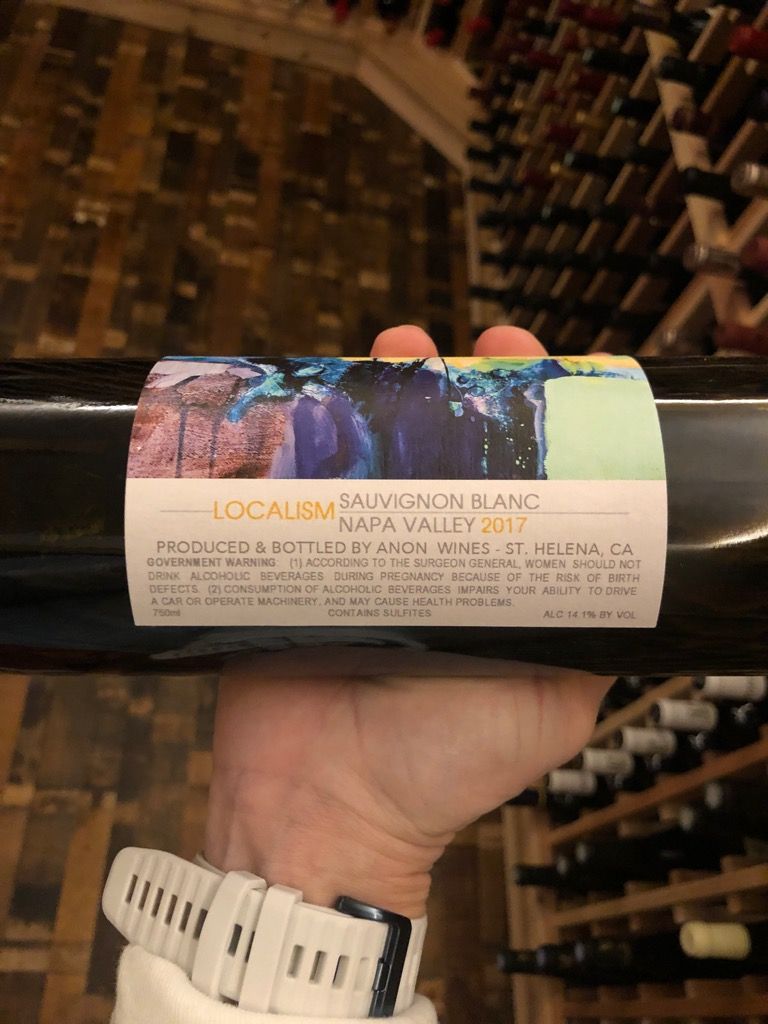 LOCALISM SAUVIGNON BLANC
NAPA VALLEY 2017
PRODUCED & BOTTLED BY ANON WINES - ST. HELENA, CA
GOVERNMENT WARNING (1) ACCORDING TO THE SURGEON GENERAL, WOMEN SHOULD NOT
DRINK ALCOHOLIC BEVERAGES DURING PREGNANCY BECAUSE OF THE RISK OF BIRTH
DEFECTS. (2) CONSUMPTION OF ALCOHOLIC BEVERAGES IMPAIRS YOUR ABILITY TO DRIVE
A CAR OR OPERATE MACHINERY, AND MAY CAUSE HEALTH PROBLEMS.
750ml CONTAINS SULFITES ALC 14.1% BY VOL